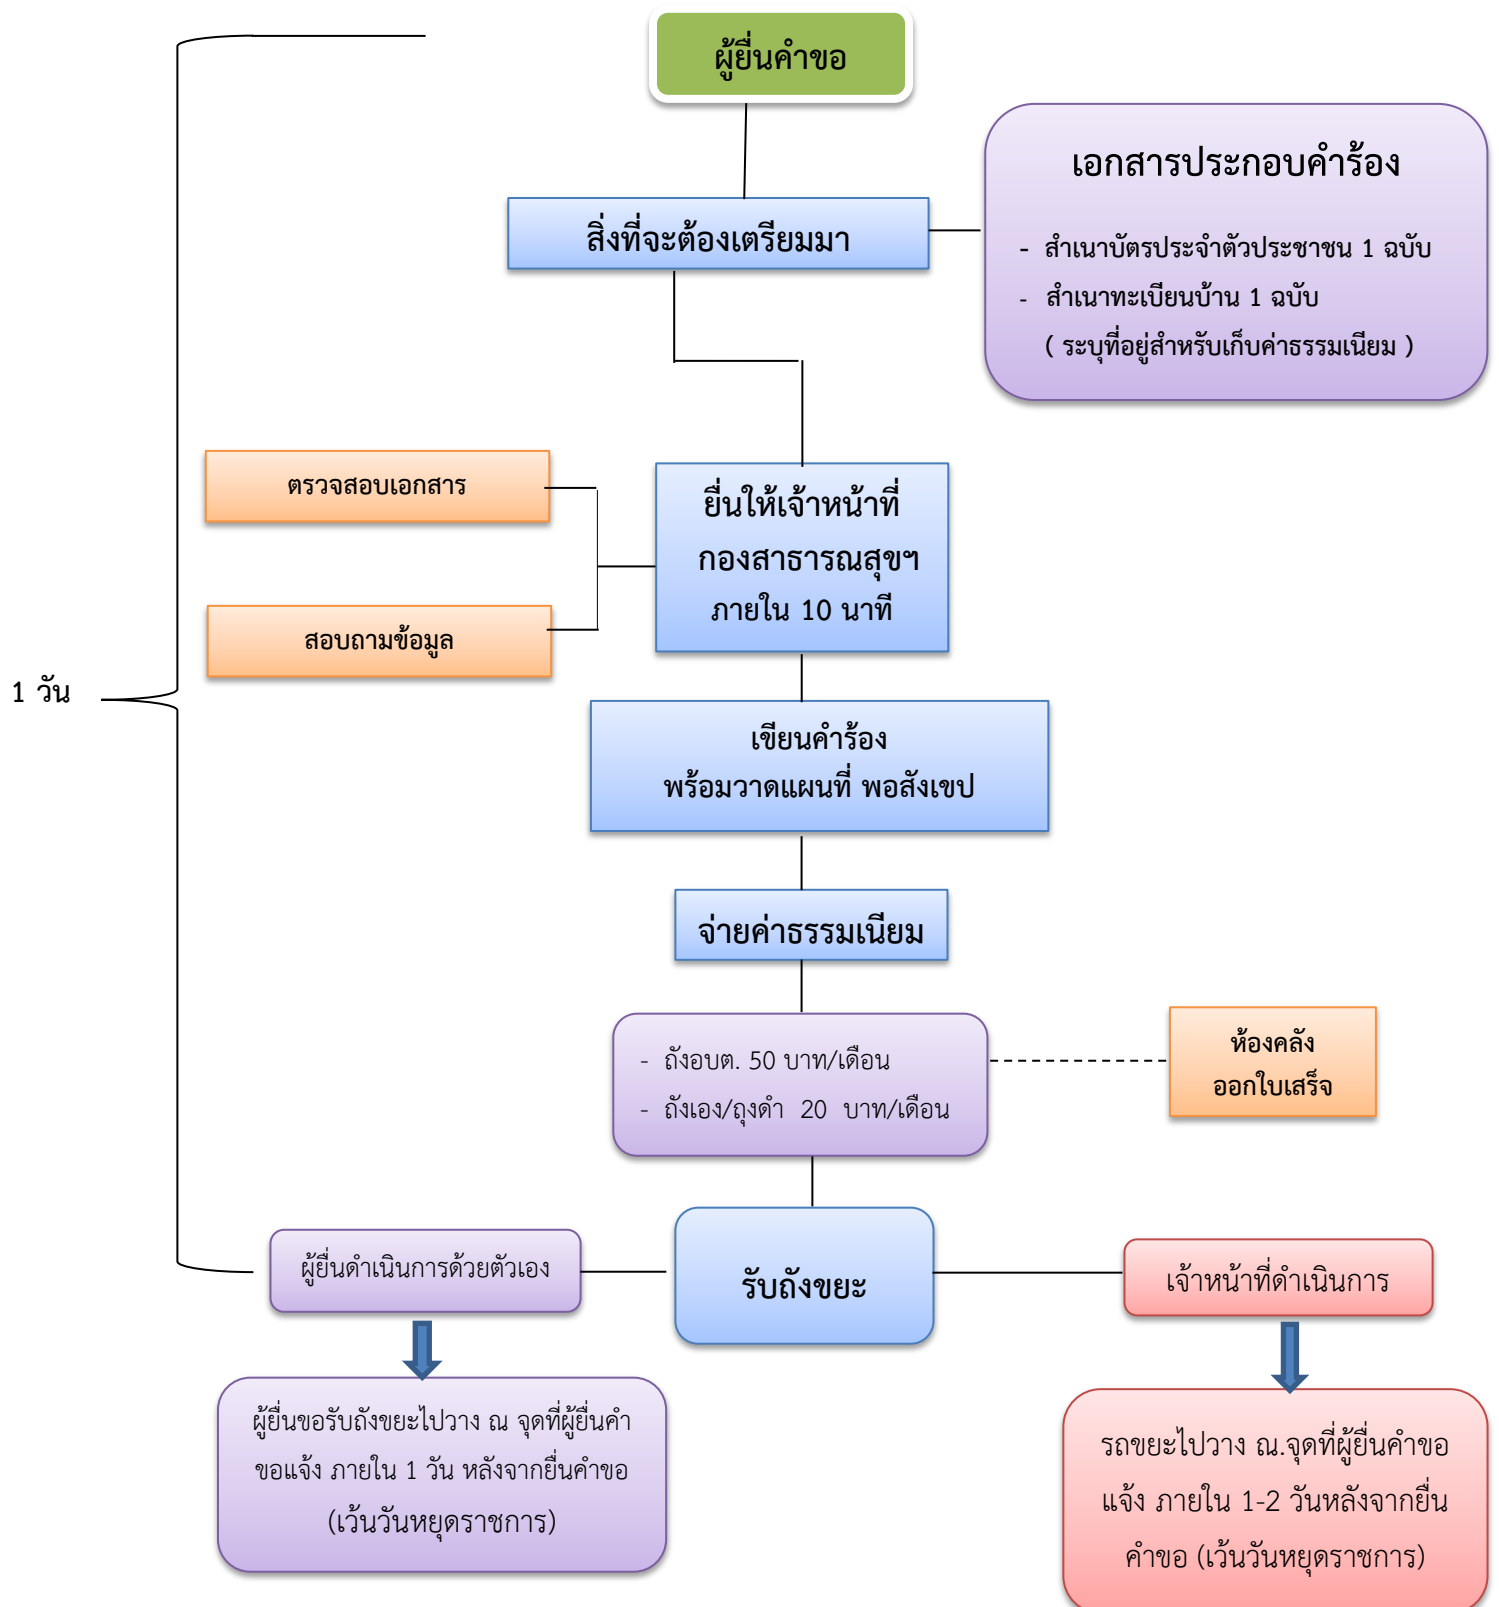 ผู้ยื่นคำขอ
สิ่งที่จะต้องเตรียมมา
เอกสารประกอบคำร้อง
- สำเนาบัตรประจำตัวประชาชน 1 ฉบับ
- สำเนาทะเบียนบ้าน 1 ฉบับ
( ระบุที่อยู่สำหรับเก็บค่าธรรมเนียม )
ตรวจสอบเอกสาร
สอบถามข้อมูล
ยื่นให้เจ้าหน้าที่
กองสาธารณสุขฯ
ภายใน 10 นาที
1 วัน
เขียนคำร้อง
พร้อมวาดแผนที่ พอสังเขป
จ่ายค่าธรรมเนียม
- ถังอบต. 50 บาท/เดือน
- ถังเอง/ถุงดำ 20 บาท/เดือน
ห้องคลัง
ออกใบเสร็จ
ผู้ยื่นดำเนินการด้วยตัวเอง
รับถังขยะ
เจ้าหน้าที่ดำเนินการ
ผู้ยื่นขอรับถังขยะไปวาง ณ จุดที่ผู้ยื่นคำ
ขอแจ้ง ภายใน 1 วัน หลังจากยื่นคำขอ
(เว้นวันหยุดราชการ)
รถขยะไปวาง ณ.จุดที่ผู้ยื่นคำขอ
แจ้ง ภายใน 1-2 วันหลังจากยื่น
คำขอ (เว้นวันหยุดราชการ)